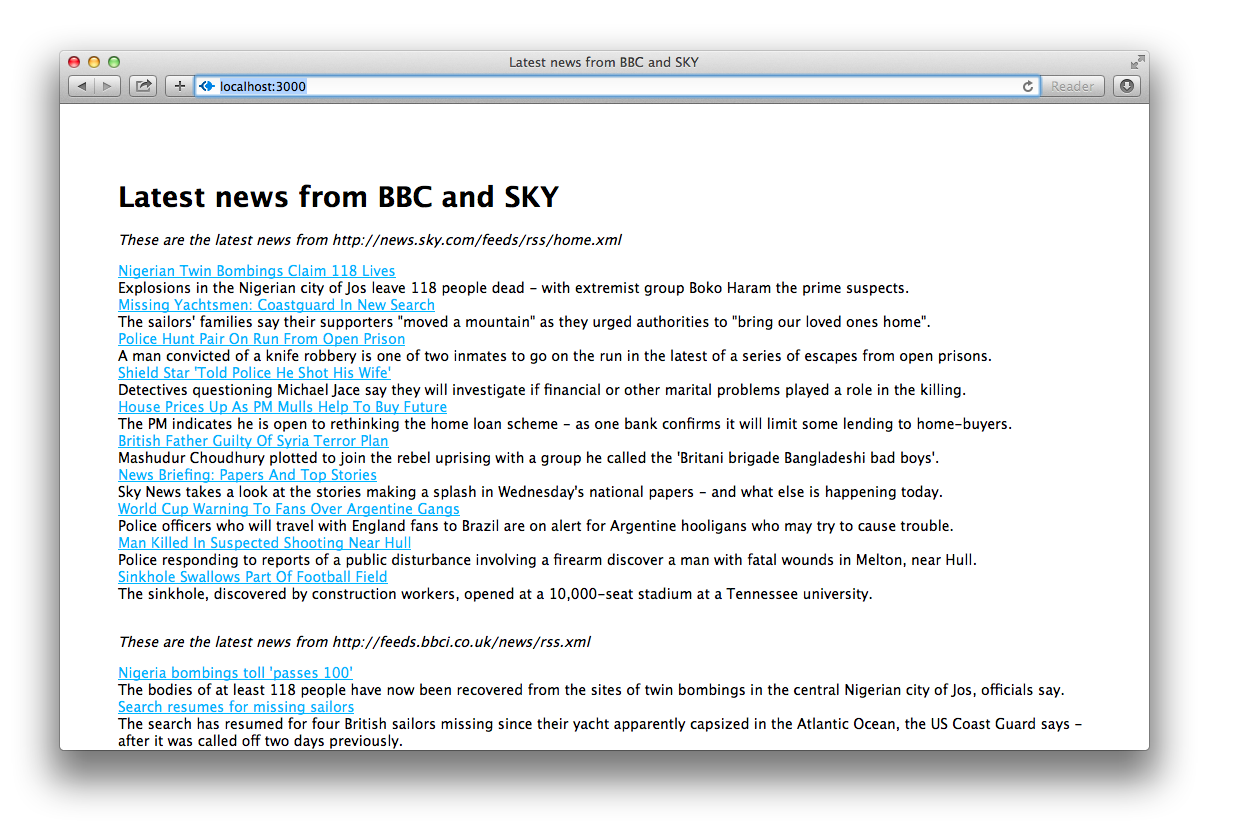 Latest news from BBC and SKY
localhost:3000
Reader
Latest news from BBC and SKY
These are the latest news from http://news.sky.com/feeds/rss/home.xml
Nigerian Twin Bombings Claim 118 Lives
Explosions in the Nigerian city of Jos leave 118 people dead – with extremist group Boko Haram the prime suspects.
Missing Yachtsmen: Coastguard In New Search
The sailors' families say their supporters "moved a mountain" as they urged authorities to "bring our loved ones home".
Police Hunt Pair On Run From Open Prison
A man convicted of a knife robbery is one of two inmates to go on the run in the latest of a series of escapes from open prisons.
Shield Star 'Told Police He Shot His Wife'
Detectives questioning Michael Jace say they will investigate if financial or other marital problems played a role in the killing.
House Prices Up As PM Mulls Help To Buy Future
The PM indicates he is open to rethinking the home loan scheme – as one bank confirms it will limit some lending to home-buyers.
British Father Guilty Of Syria Terror Plan
Mashudur Choudhury plotted to join the rebel uprising with a group he called the 'Britani brigade Bangladeshi bad boys'.
News Briefing: Papers And Top Stories
Sky News takes a look at the stories making a splash in Wednesday's national papers – and what else is happening today.
World Cup Warning To Fans Over Argentine Gangs
Police officers who will travel with England fans to Brazil are on alert for Argentine hooligans who may try to cause trouble.
Man Killed In Suspected Shooting Near Hull
Police responding to reports of a public disturbance involving a firearm discover a man with fatal wounds in Melton, near Hull.
Sinkhole Swallows Part Of Football Field
The sinkhole, discovered by construction workers, opened at a 10,000-seat stadium at a Tennessee university.
These are the latest news from http://feeds.bbci.co.uk/news/rss.xml
Nigeria bombings toll 'passes 100'
The bodies of at least 118 people have now been recovered from the sites of twin bombings in the central Nigerian city of Jos, officials say.
Search resumes for missing sailors
The search has resumed for four British sailors missing since their yacht apparently capsized in the Atlantic Ocean, the US Coast Guard says –
after it was called off two days previously.